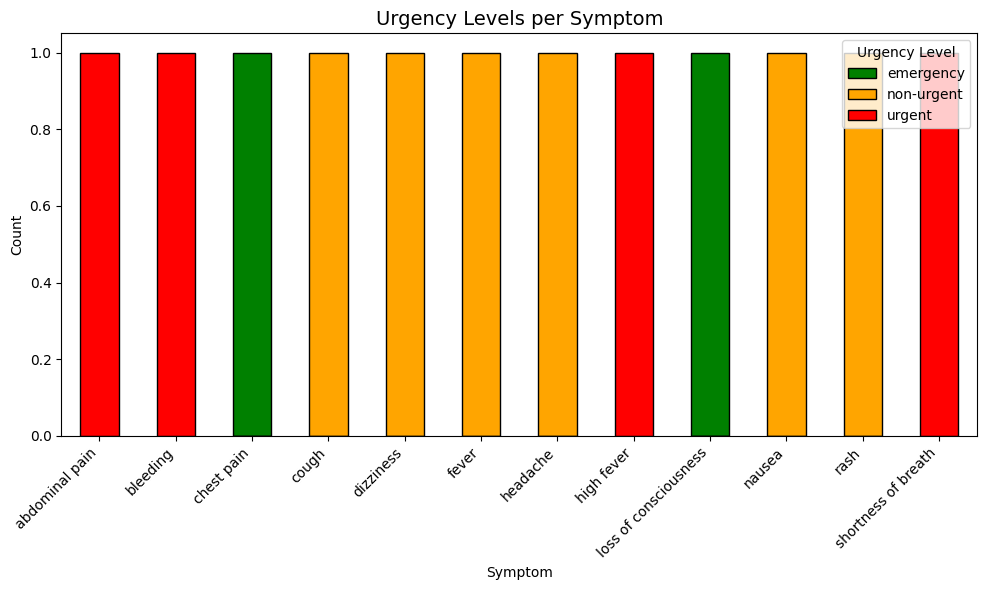 Urgency Levels per Symptom
Urgency Level
emergency
non-urgent
urgent
Count
1.0
0.8
0.6
0.4
0.2
0.0
abdominal pain
bleeding
chest pain
cough
dizziness
fever
headache
high fever
loss of consciousness
nausea
rash
shortness of breath
Symptom